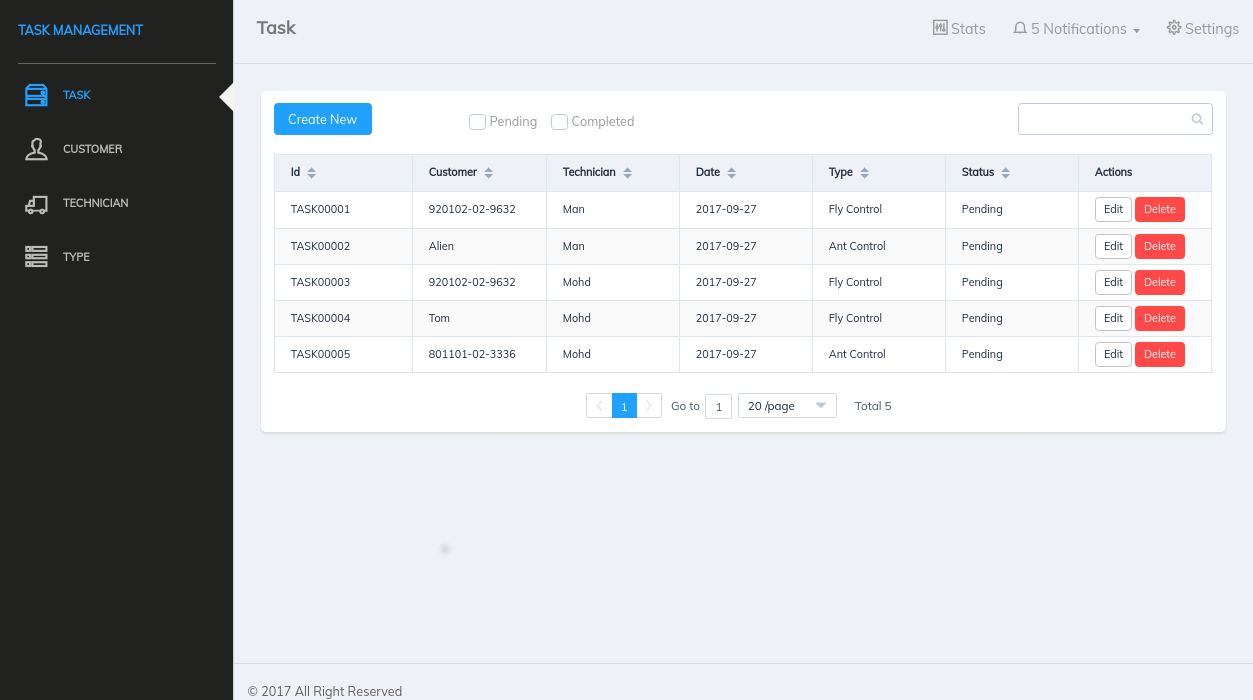 TASK MANAGEMENT
TASK
CUSTOMER
TECHNICIAN
TYPE
Task
Stats 5 Notifications Settings
Create New Pending Completed
Id Customer Technician Date Type Status Actions
TASK00001 920102-02-9632 Man 2017-09-27 Fly Control Pending Edit Delete
TASK00002 Alien Man 2017-09-27 Ant Control Pending Edit Delete
TASK00003 920102-02-9632 Mohd 2017-09-27 Fly Control Pending Edit Delete
TASK00004 Tom Mohd 2017-09-27 Fly Control Pending Edit Delete
TASK00005 801101-02-3336 Mohd 2017-09-27 Ant Control Pending Edit Delete
1 Go to 1 20 /page Total 5
© 2017 All Right Reserved